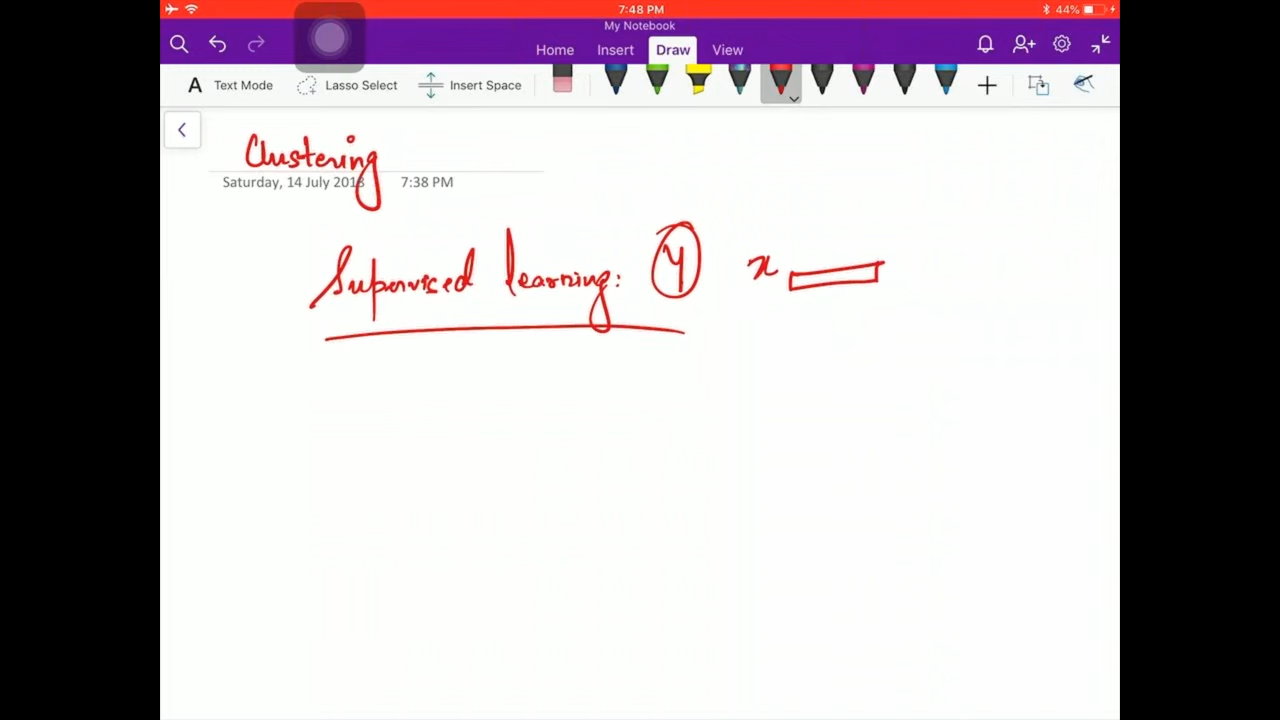 7:48 PM
44%
My Notebook
Home Insert Draw View
A Text Mode Lasso Select Insert Space
Clustering
Saturday, 14 July 2018 7:38 PM
Supervised learning: y x